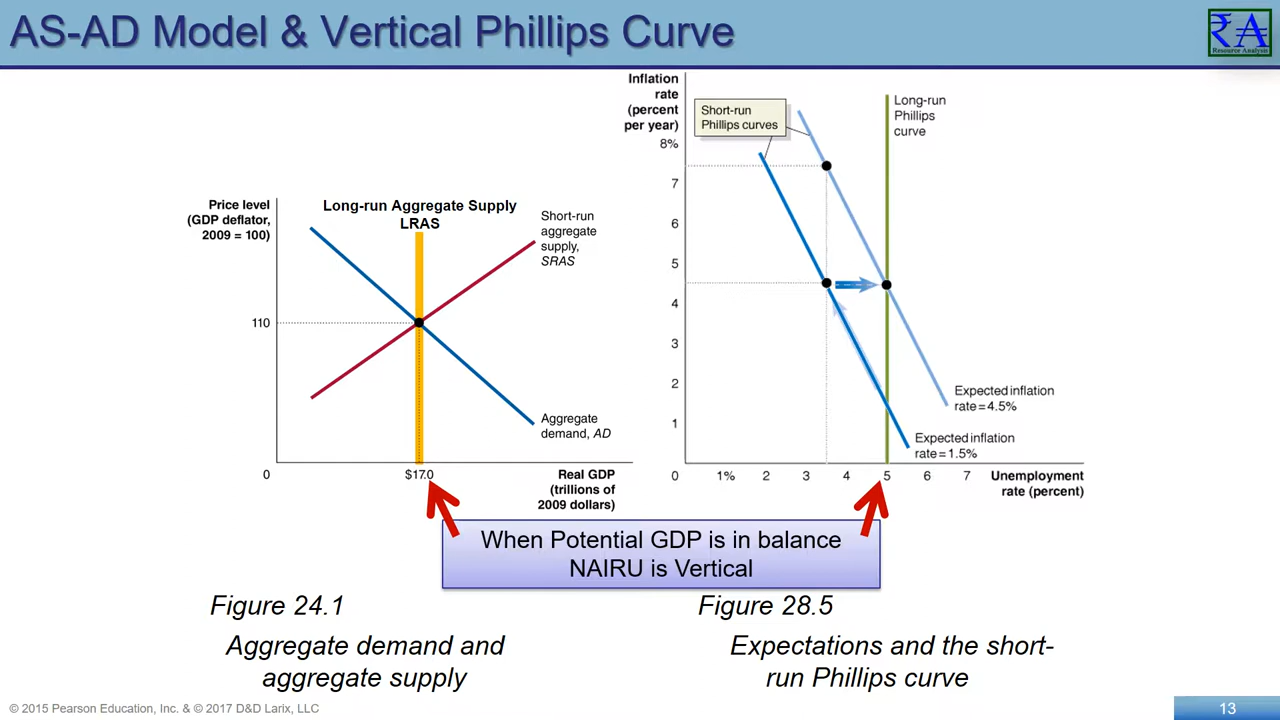 AS-AD Model & Vertical Phillips Curve
₹A
Resource Analysis
Price level
(GDP deflator,
2009 = 100)
Long-run Aggregate Supply
LRAS
Short-run
aggregate
supply,
SRAS
110
Aggregate
demand, AD
0
$17.0
Real GDP
(trillions of
2009 dollars)
Inflation
rate
(percent
per year)
8%
7
6
5
4
3
2
1
Short-run
Phillips curves
Long-run
Phillips
curve
Expected inflation
rate = 4.5%
Expected inflation
rate = 1.5%
0
1%
2
3
4
5
6
7
Unemployment
rate (percent)
When Potential GDP is in balance
NAIRU is Vertical
Figure 24.1
Aggregate demand and
aggregate supply
Figure 28.5
Expectations and the short-
run Phillips curve
© 2015 Pearson Education, Inc. & © 2017 D&D Larix, LLC
13